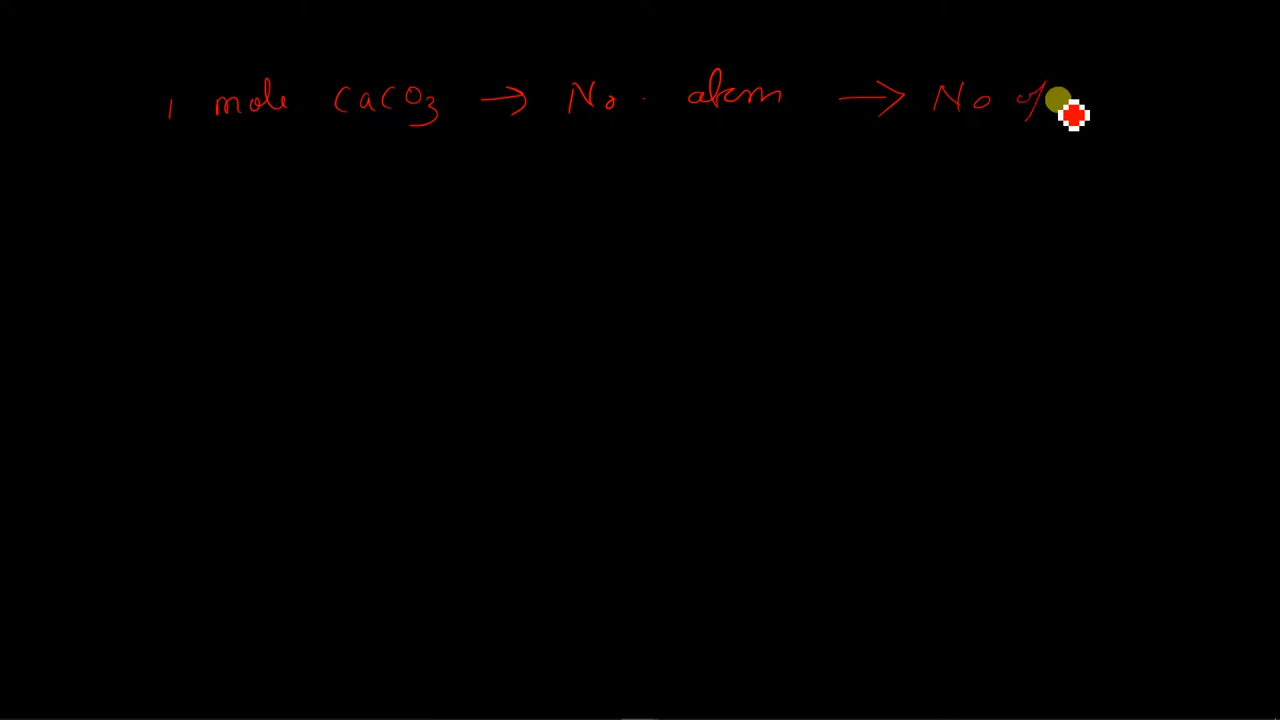 1 mole CaCO3 → No. atom → No of